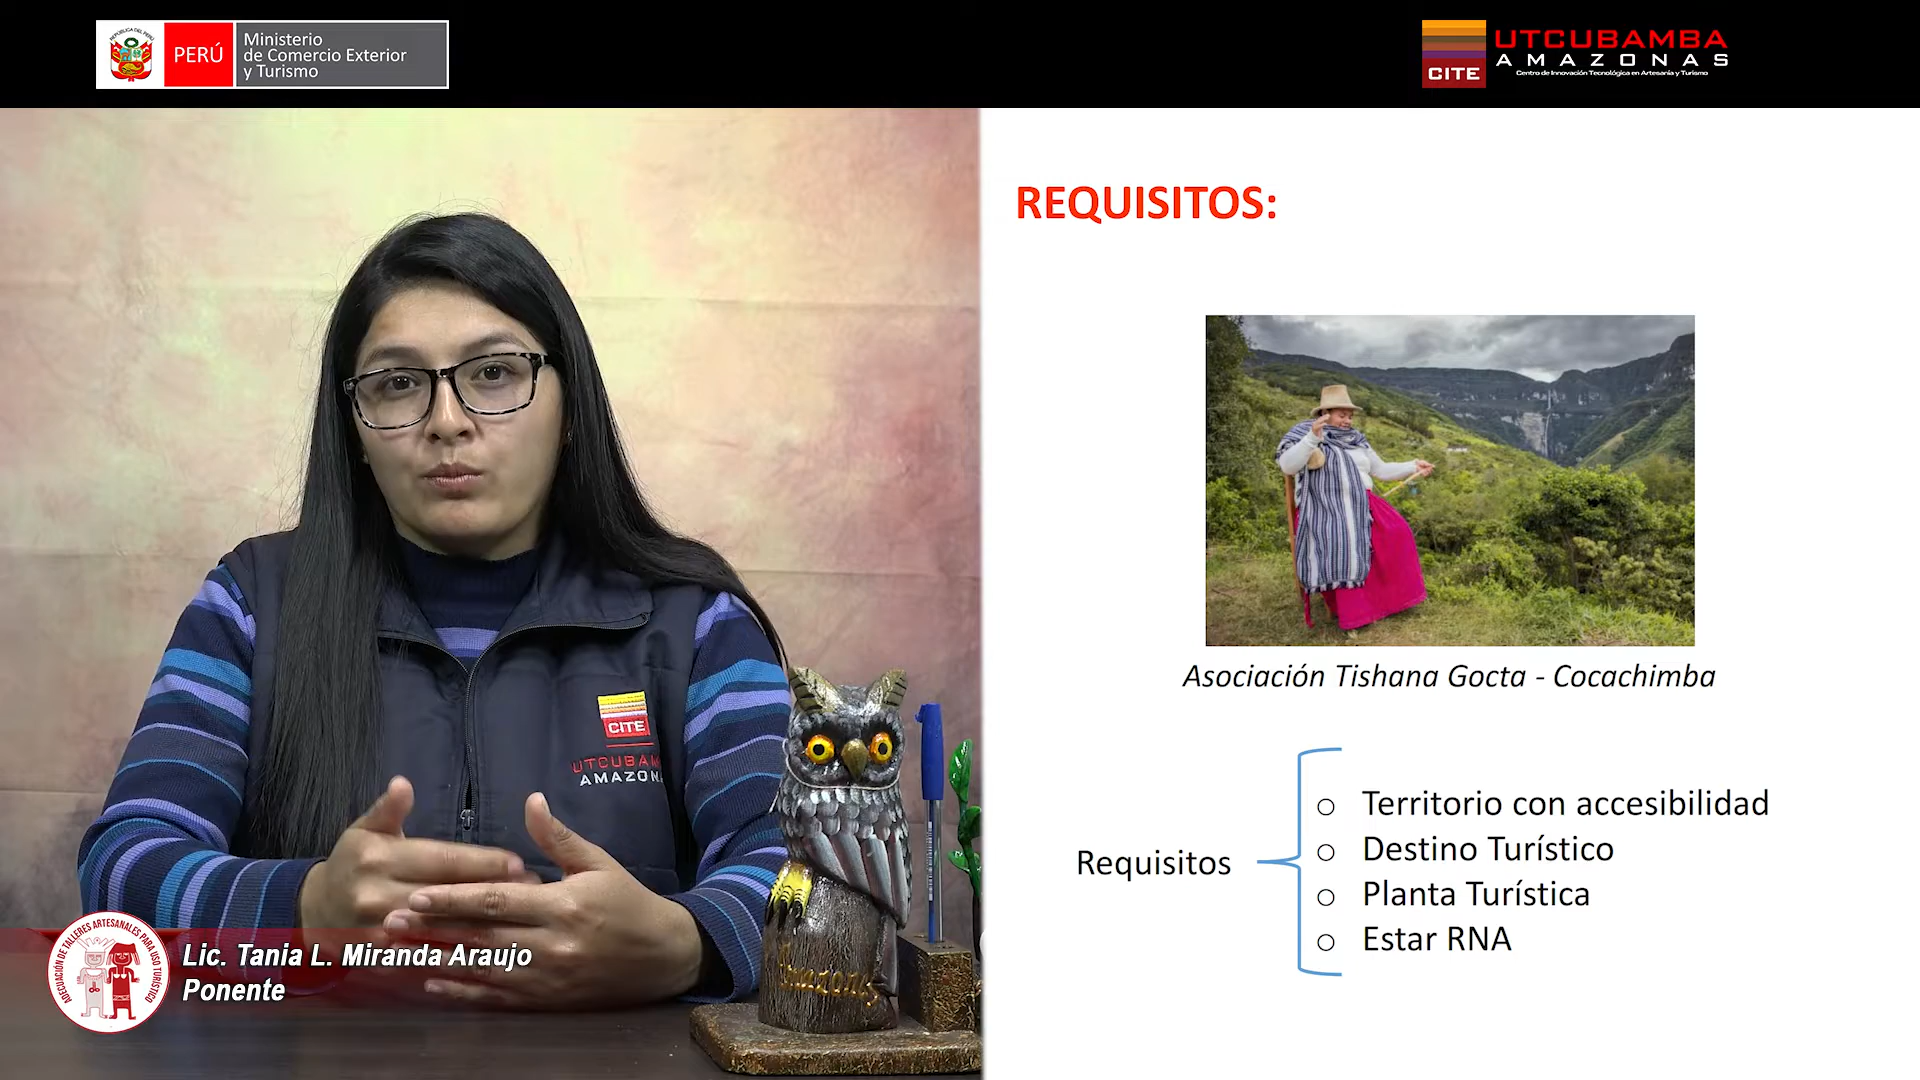 REPÚBLICA DEL PERÚ
PERÚ
Ministerio
de Comercio Exterior
y Turismo
CITE
UTCUBAMBA
AMAZONAS
Centro de Innovación Tecnológica en Artesanía y Turismo
REQUISITOS:
Asociación Tishana Gocta - Cocachimba
Requisitos
o Territorio con accesibilidad
o Destino Turístico
o Planta Turística
o Estar RNA
CITE
UTCUBAM
AMAZON
Amazonas
ADECUACIÓN DE TALLERES ARTESANALES PARA USO TURÍSTICO
Lic. Tania L. Miranda Araujo
Ponente